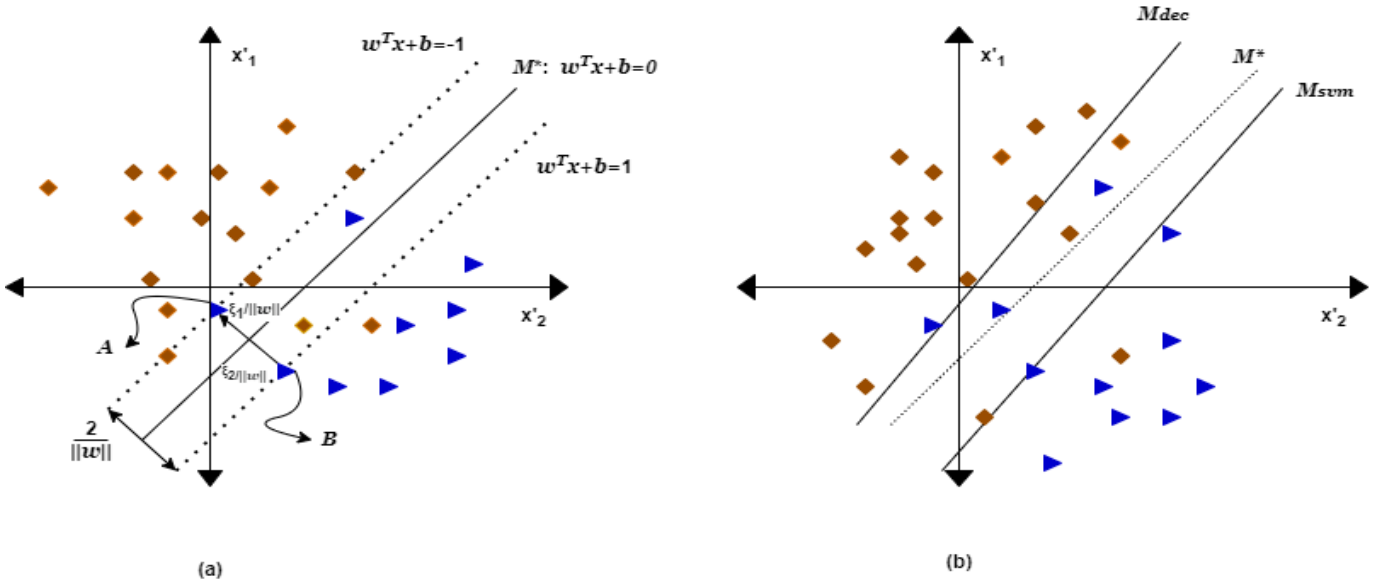 x'1
wᵀx+b=-1
M*: wᵀx+b=0
wᵀx+b=1
x'2
ξ1/||w||
A
ξ2/||w||
B
2
||w||
(a)
x'1
Mdec
M*
Msvm
x'2
(b)